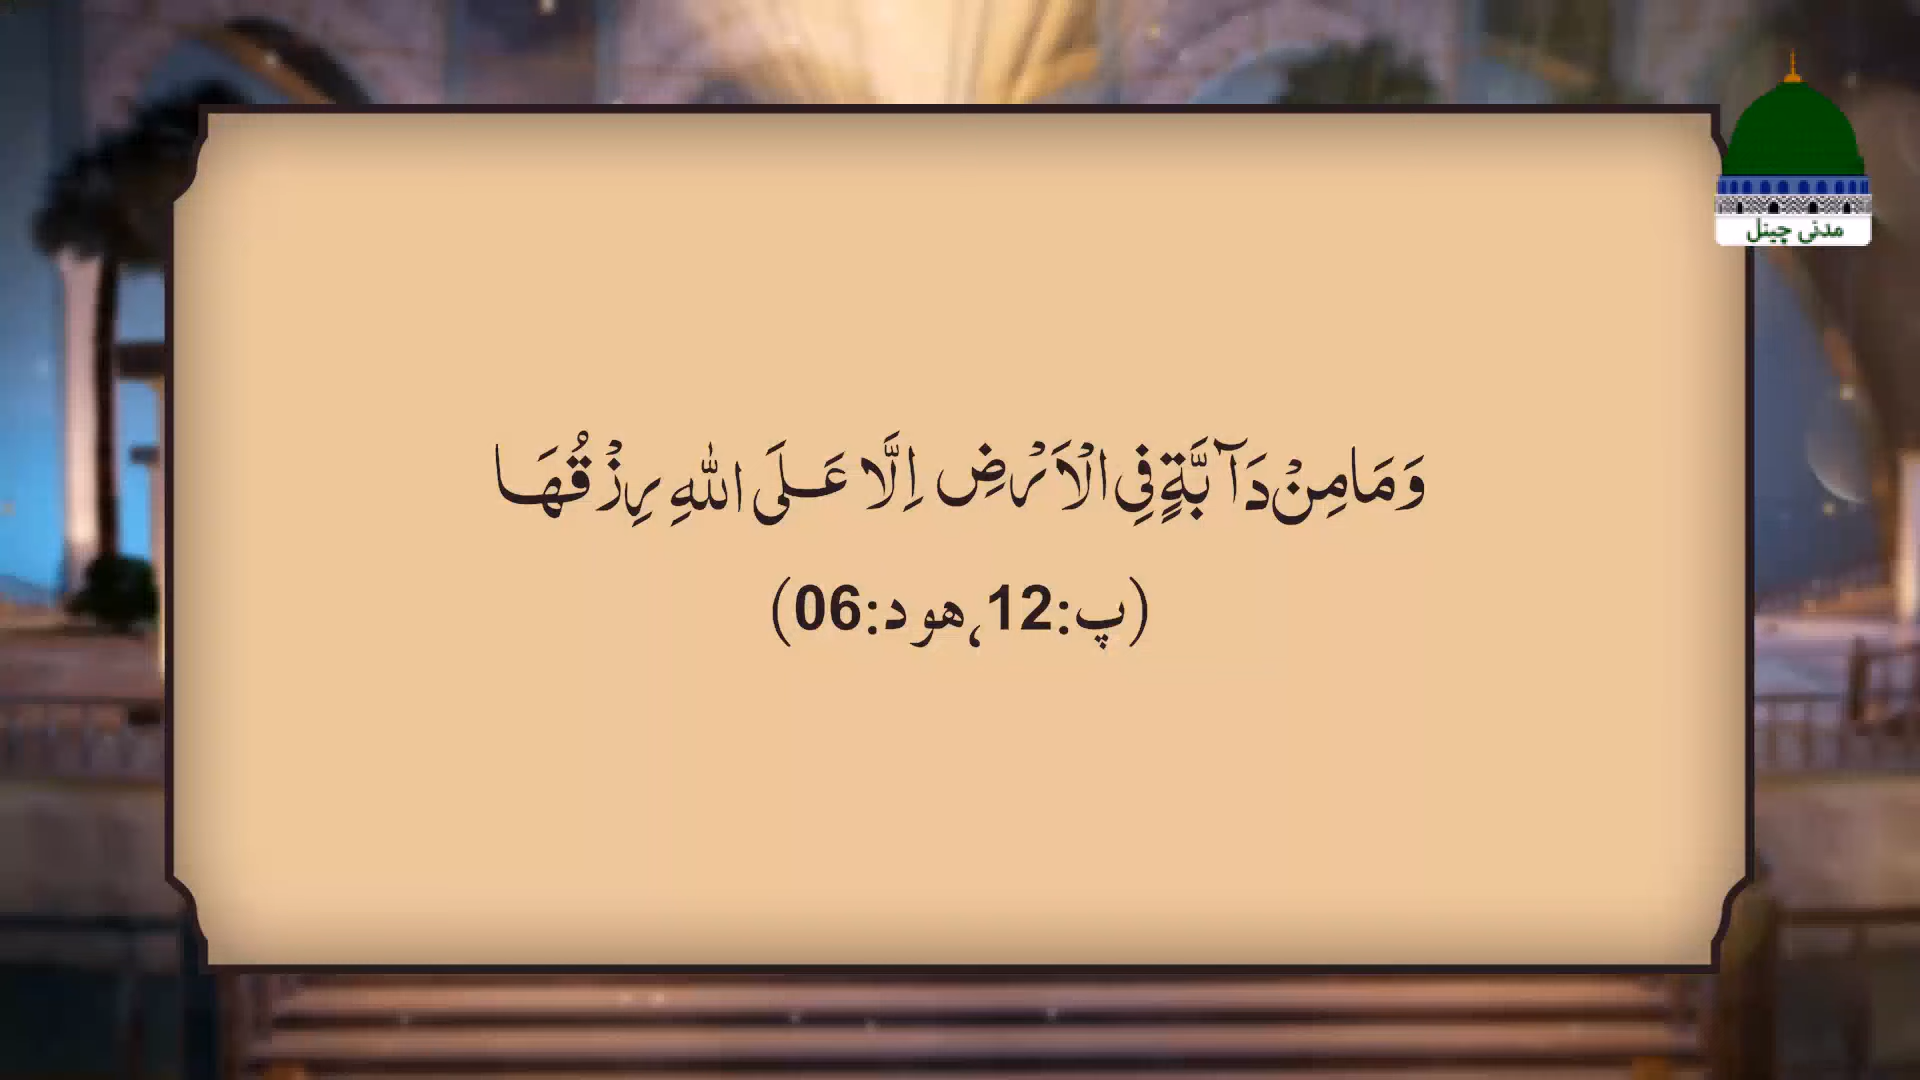 وَمَا مِنْ دَآبَّةٍ فِی الْاَرْضِ اِلَّا عَلَی اللّٰهِ رِزْقُهَا
(پ:12،ھود:06)
مدنی چینل